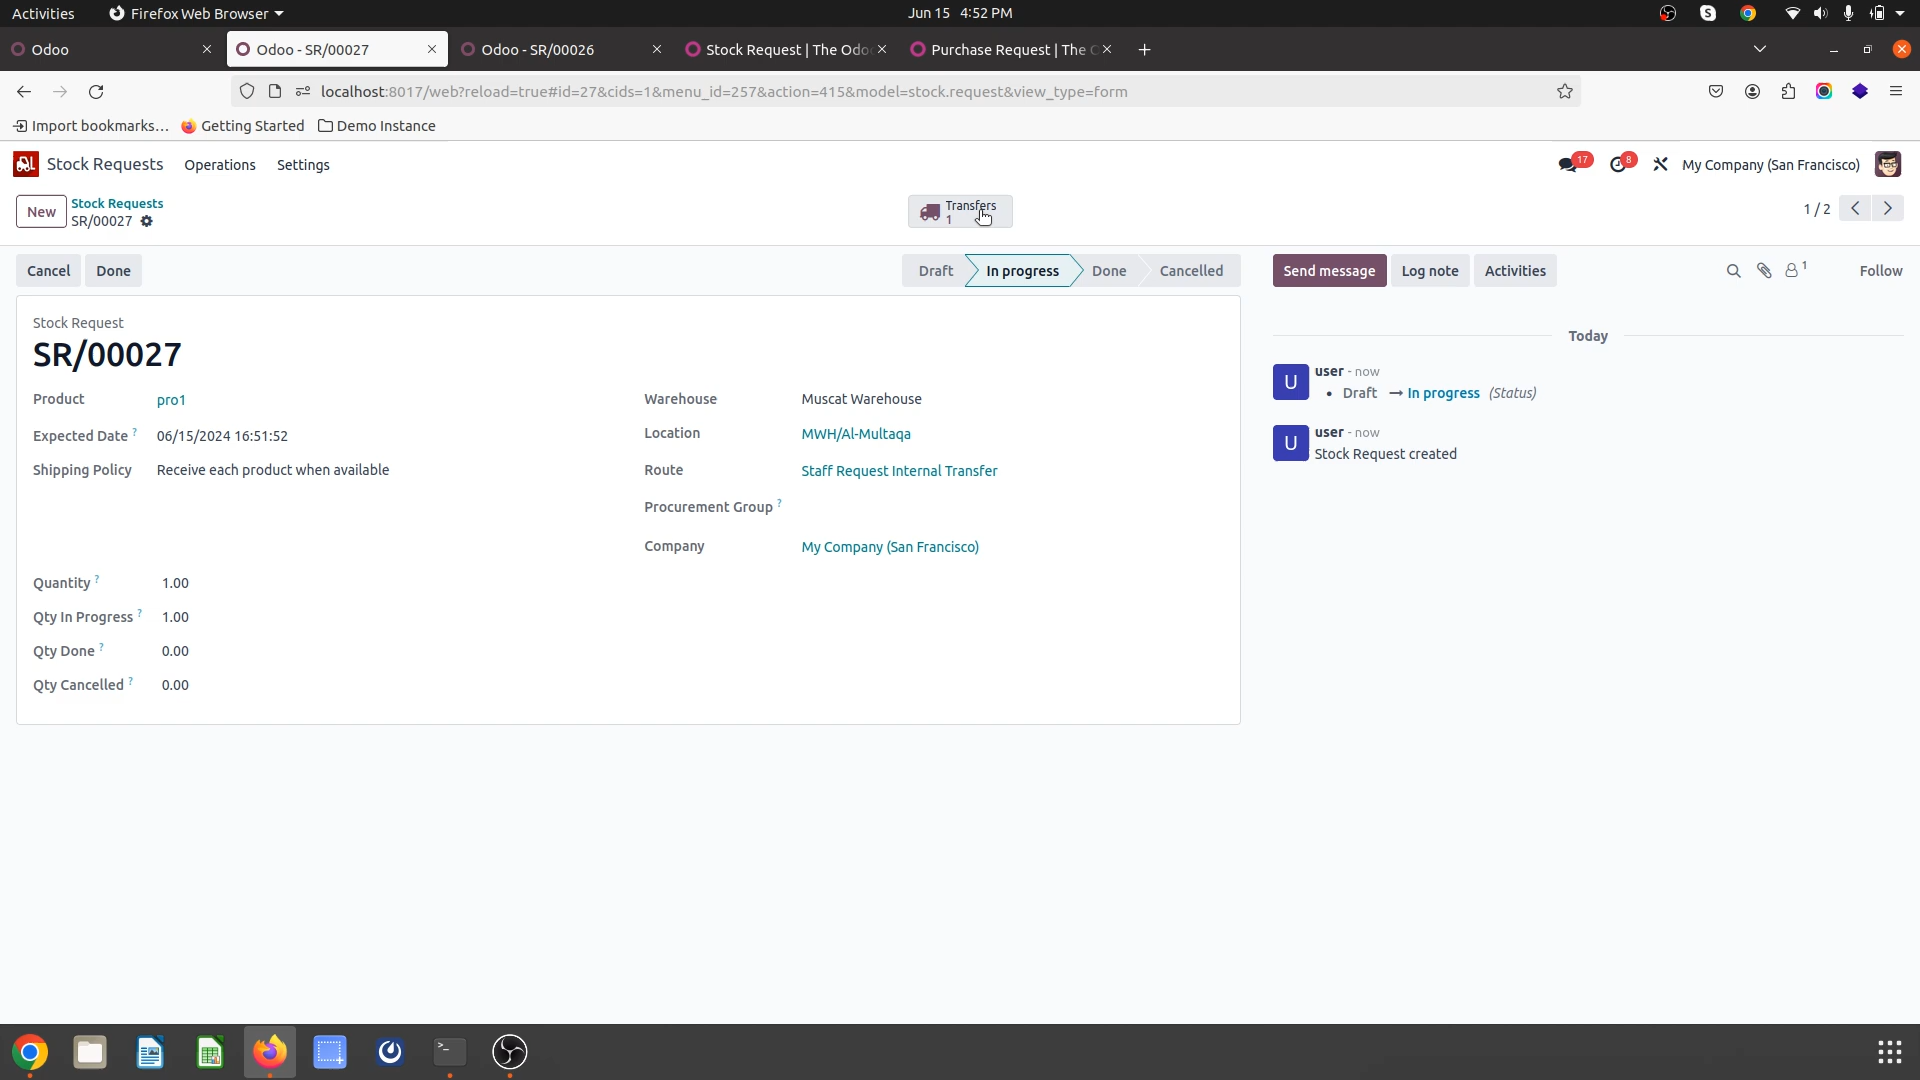 Activities
Firefox Web Browser
Jun 15 4:52 PM
Odoo
Odoo - SR/00027
Odoo - SR/00026
Stock Request | The Odo
Purchase Request | The
localhost:8017/web?reload=true#id=27&cids=1&menu_id=257&action=415&model=stock.request&view_type=form
Import bookmarks…
Getting Started
Demo Instance
Stock Requests
Operations
Settings
17
8
My Company (San Francisco)
New
Stock Requests
SR/00027
Transfers
1
1 / 2
Cancel
Done
Draft
In progress
Done
Cancelled
Send message
Log note
Activities
1
Follow
Stock Request
SR/00027
Product
pro1
Expected Date ?
06/15/2024 16:51:52
Shipping Policy
Receive each product when available
Warehouse
Muscat Warehouse
Location
MWH/Al-Multaqa
Route
Staff Request Internal Transfer
Procurement Group ?
Company
My Company (San Francisco)
Quantity ?
1.00
Qty In Progress ?
1.00
Qty Done ?
0.00
Qty Cancelled ?
0.00
Today
U
user - now
• Draft → In progress (Status)
U
user - now
Stock Request created